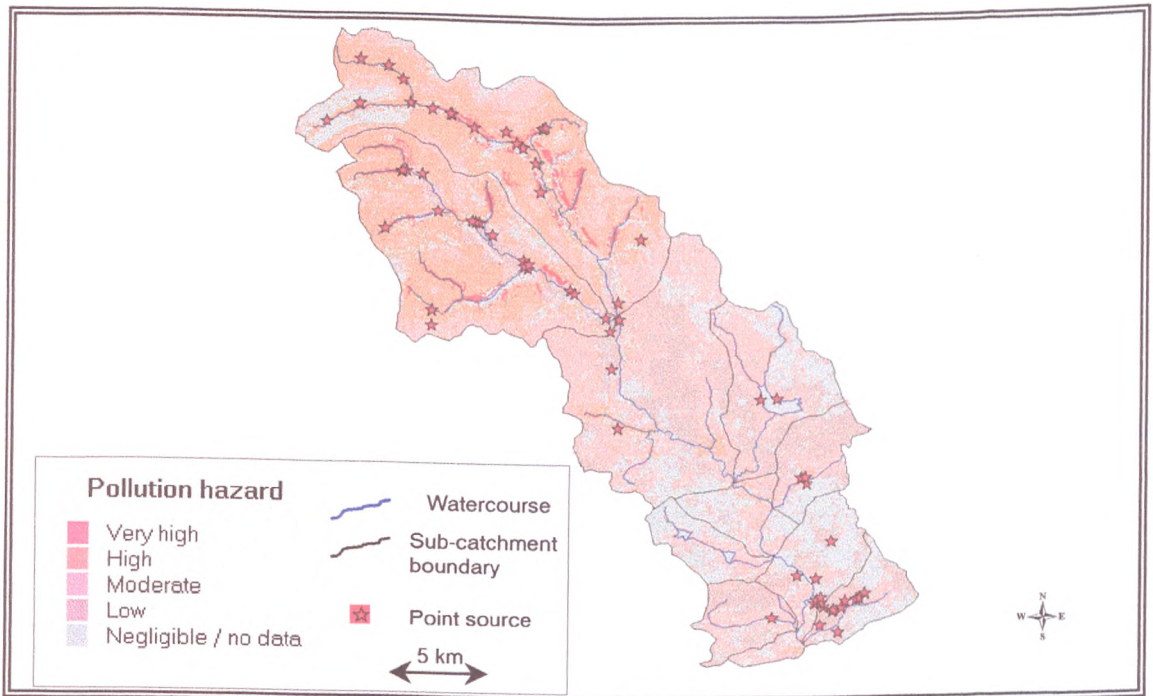 Pollution hazard
Very high
High
Moderate
Low
Negligible / no data
Watercourse
Sub-catchment
boundary
Point source
5 km
N
W E
S